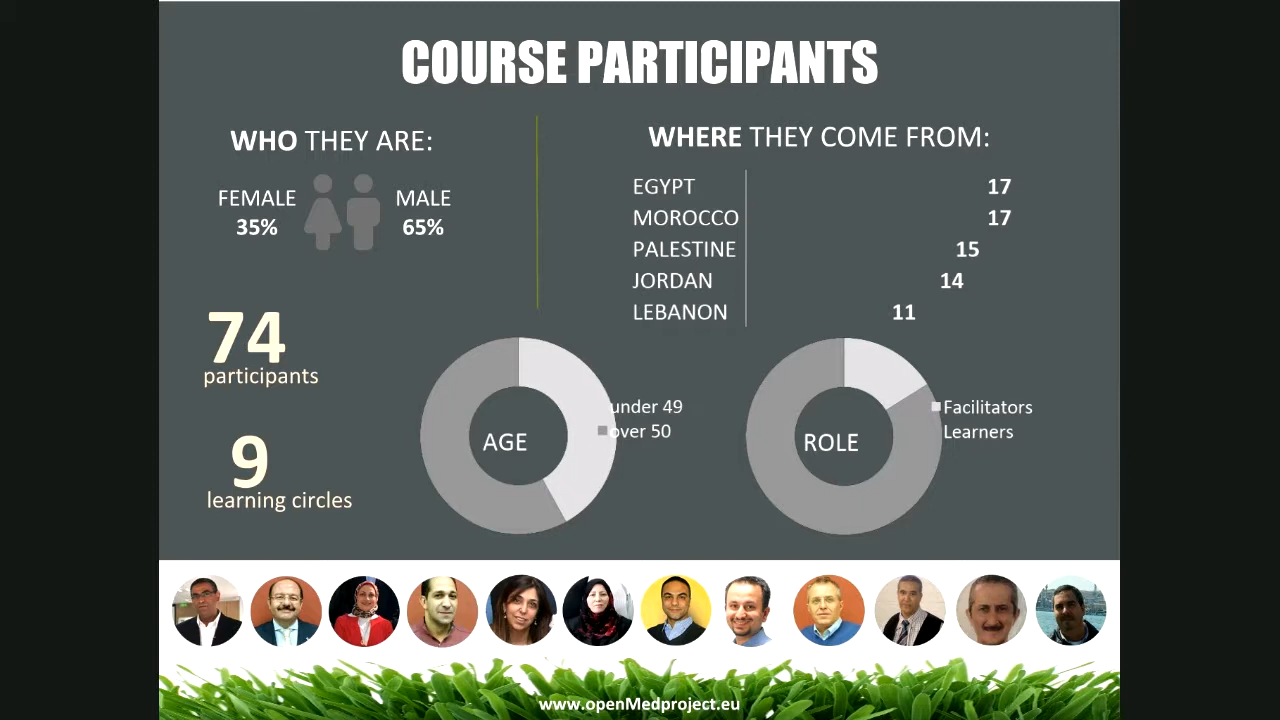 COURSE PARTICIPANTS
WHO THEY ARE:
FEMALE
35%
MALE
65%
74
participants
9
learning circles
WHERE THEY COME FROM:
EGYPT 17
MOROCCO 17
PALESTINE 15
JORDAN 14
LEBANON 11
AGE
under 49
over 50
ROLE
Facilitators
Learners
www.openMedproject.eu